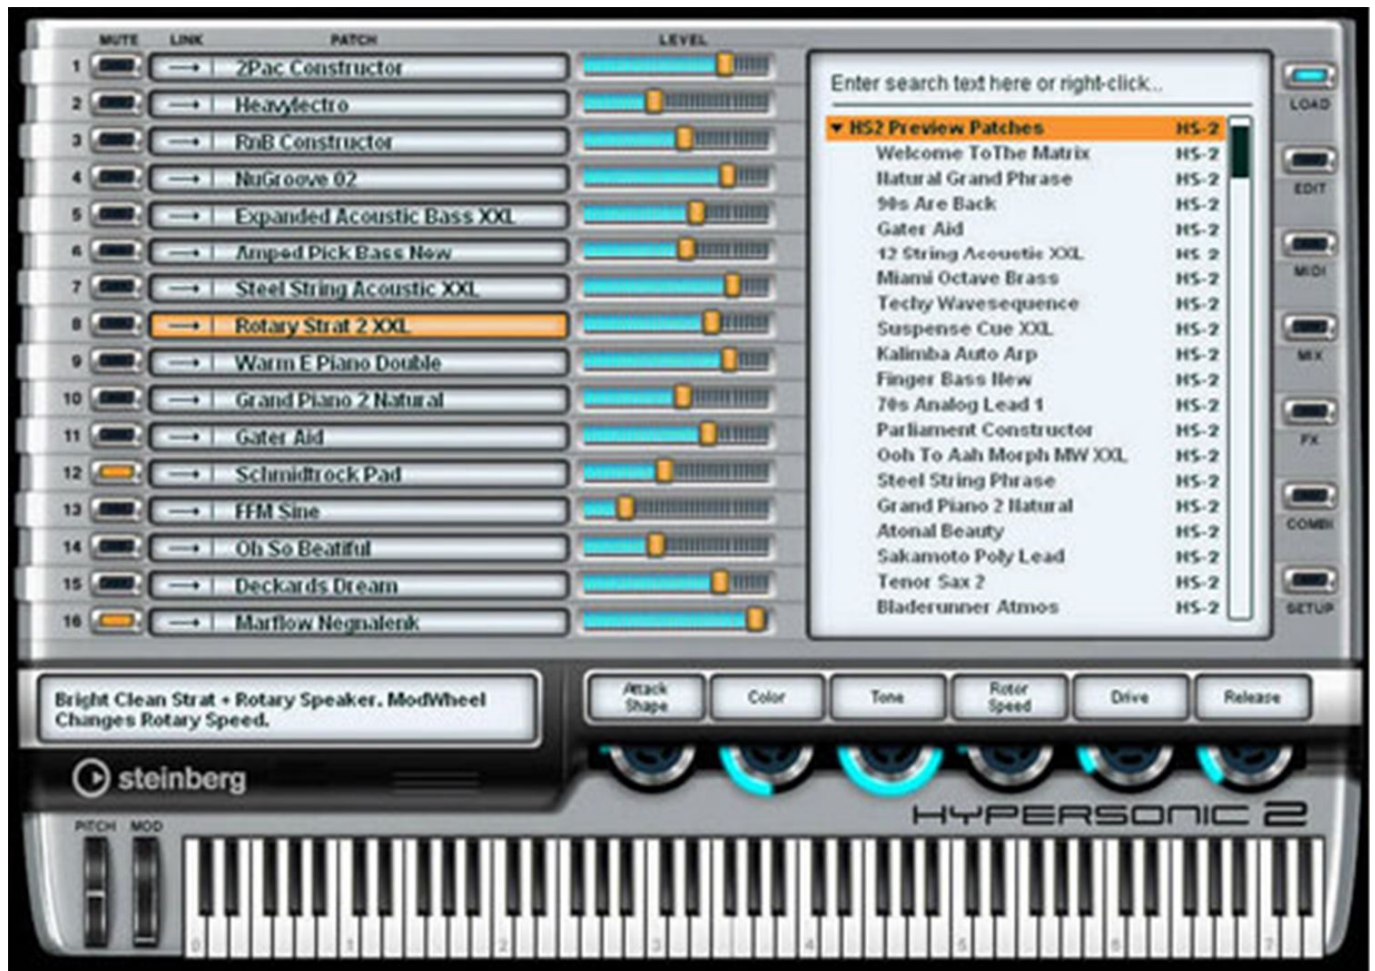 MUTE LINK PATCH LEVEL
1 2Pac Constructor
2 Heavylectro
3 RnB Constructor
4 NuGroove 02
5 Expanded Acoustic Bass XXL
6 Amped Pick Bass New
7 Steel String Acoustic XXL
8 Rotary Strat 2 XXL
9 Warm E Piano Double
10 Grand Piano 2 Natural
11 Gater Aid
12 Schmidtrock Pad
13 FFM Sine
14 Oh So Beatiful
15 Deckards Dream
16 Marflow Negnalenk
Enter search text here or right-click...
HS2 Preview Patches HS-2
Welcome ToThe Matrix HS-2
Natural Grand Phrase HS-2
90s Are Back HS-2
Gater Aid HS-2
12 String Acoustic XXL HS-2
Miami Octave Brass HS-2
Techy Wavesequence HS-2
Suspense Cue XXL HS-2
Kalimba Auto Arp HS-2
Finger Bass New HS-2
70s Analog Lead 1 HS-2
Parliament Constructor HS-2
Ooh To Aah Morph MW XXL HS-2
Steel String Phrase HS-2
Grand Piano 2 Natural HS-2
Atonal Beauty HS-2
Sakamoto Poly Lead HS-2
Tenor Sax 2 HS-2
Bladerunner Atmos HS-2
LOAD
EDIT
MIDI
MIX
FX
COMBI
SETUP
Bright Clean Strat + Rotary Speaker. ModWheel
Changes Rotary Speed.
Attack
Shape
Color
Tone
Rotor
Speed
Drive
Release
steinberg
HYPERSONIC 2
PITCH MOD
0 1 2 3 4 5 6 7